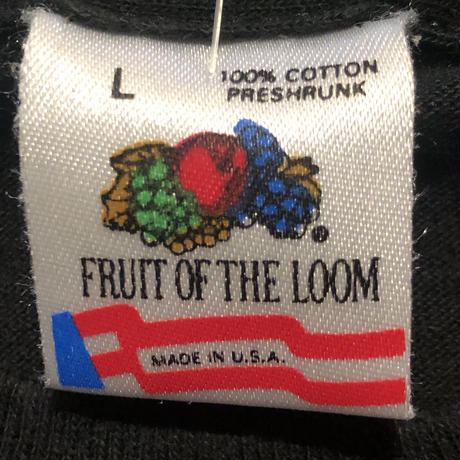 L
100% COTTON
PRESHRUNK
®
FRUIT OF THE LOOM
MADE IN U.S.A.